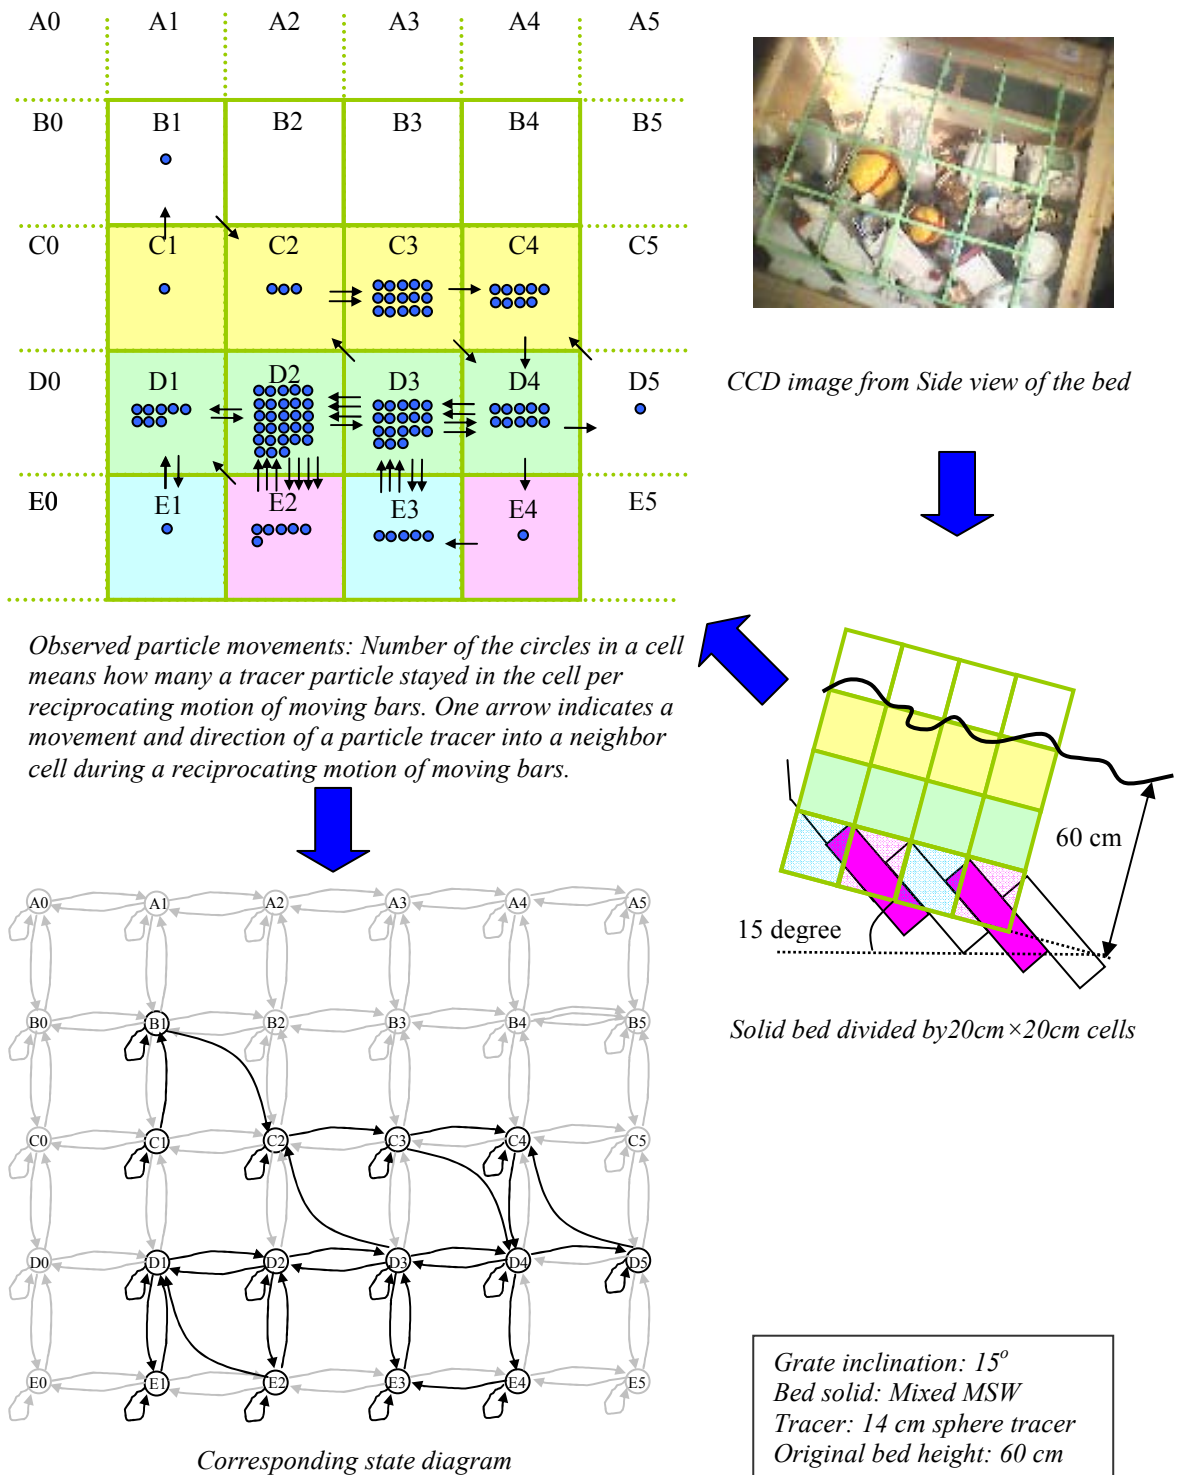 A0 A1 A2 A3 A4 A5
B0 B1 B2 B3 B4 B5
C0 C1 C2 C3 C4 C5
D0 D1 D2 D3 D4 D5
E0 E1 E2 E3 E4 E5
Observed particle movements: Number of the circles in a cell
means how many a tracer particle stayed in the cell per
reciprocating motion of moving bars. One arrow indicates a
movement and direction of a particle tracer into a neighbor
cell during a reciprocating motion of moving bars.
CCD image from Side view of the bed
60 cm
15 degree
Solid bed divided by20cm×20cm cells
A0 A1 A2 A3 A4 A5
B0 B1 B2 B3 B4 B5
C0 C1 C2 C3 C4 C5
D0 D1 D2 D3 D4 D5
E0 E1 E2 E3 E4 E5
Corresponding state diagram
Grate inclination: 15°
Bed solid: Mixed MSW
Tracer: 14 cm sphere tracer
Original bed height: 60 cm